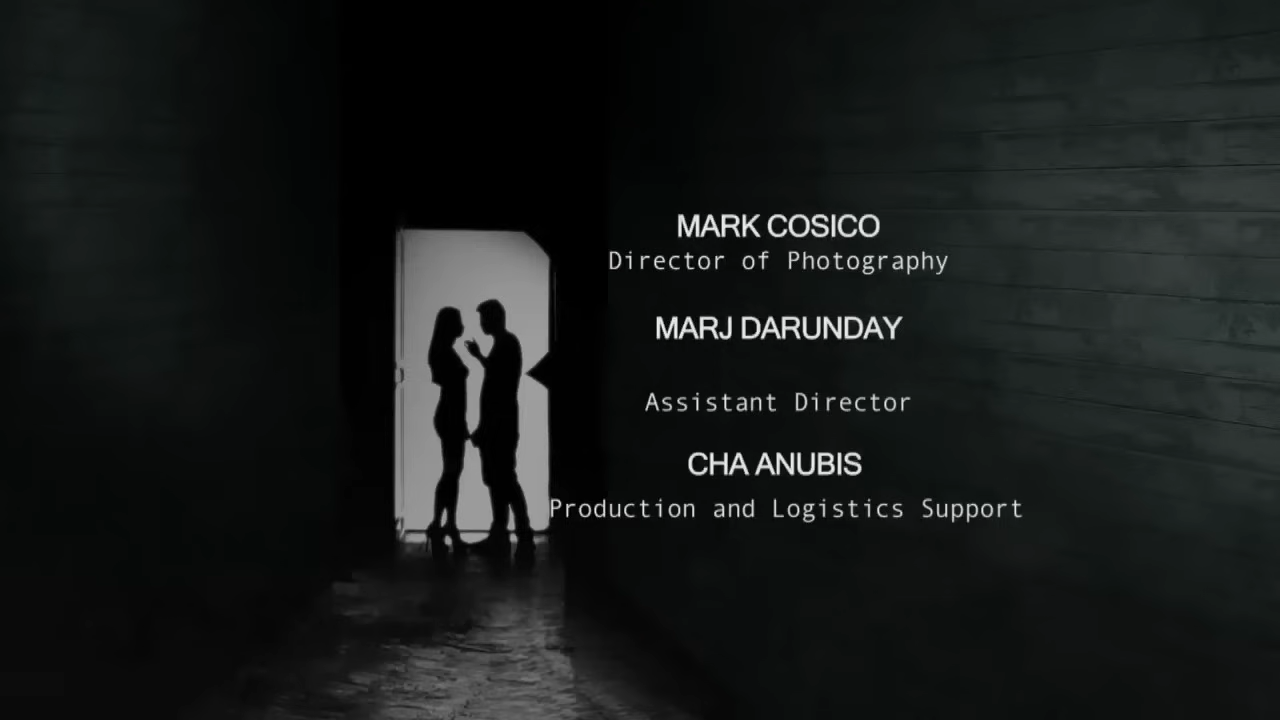 MARK COSICO
Director of Photography
MARJ DARUNDAY
Assistant Director
CHA ANUBIS
Production and Logistics Support